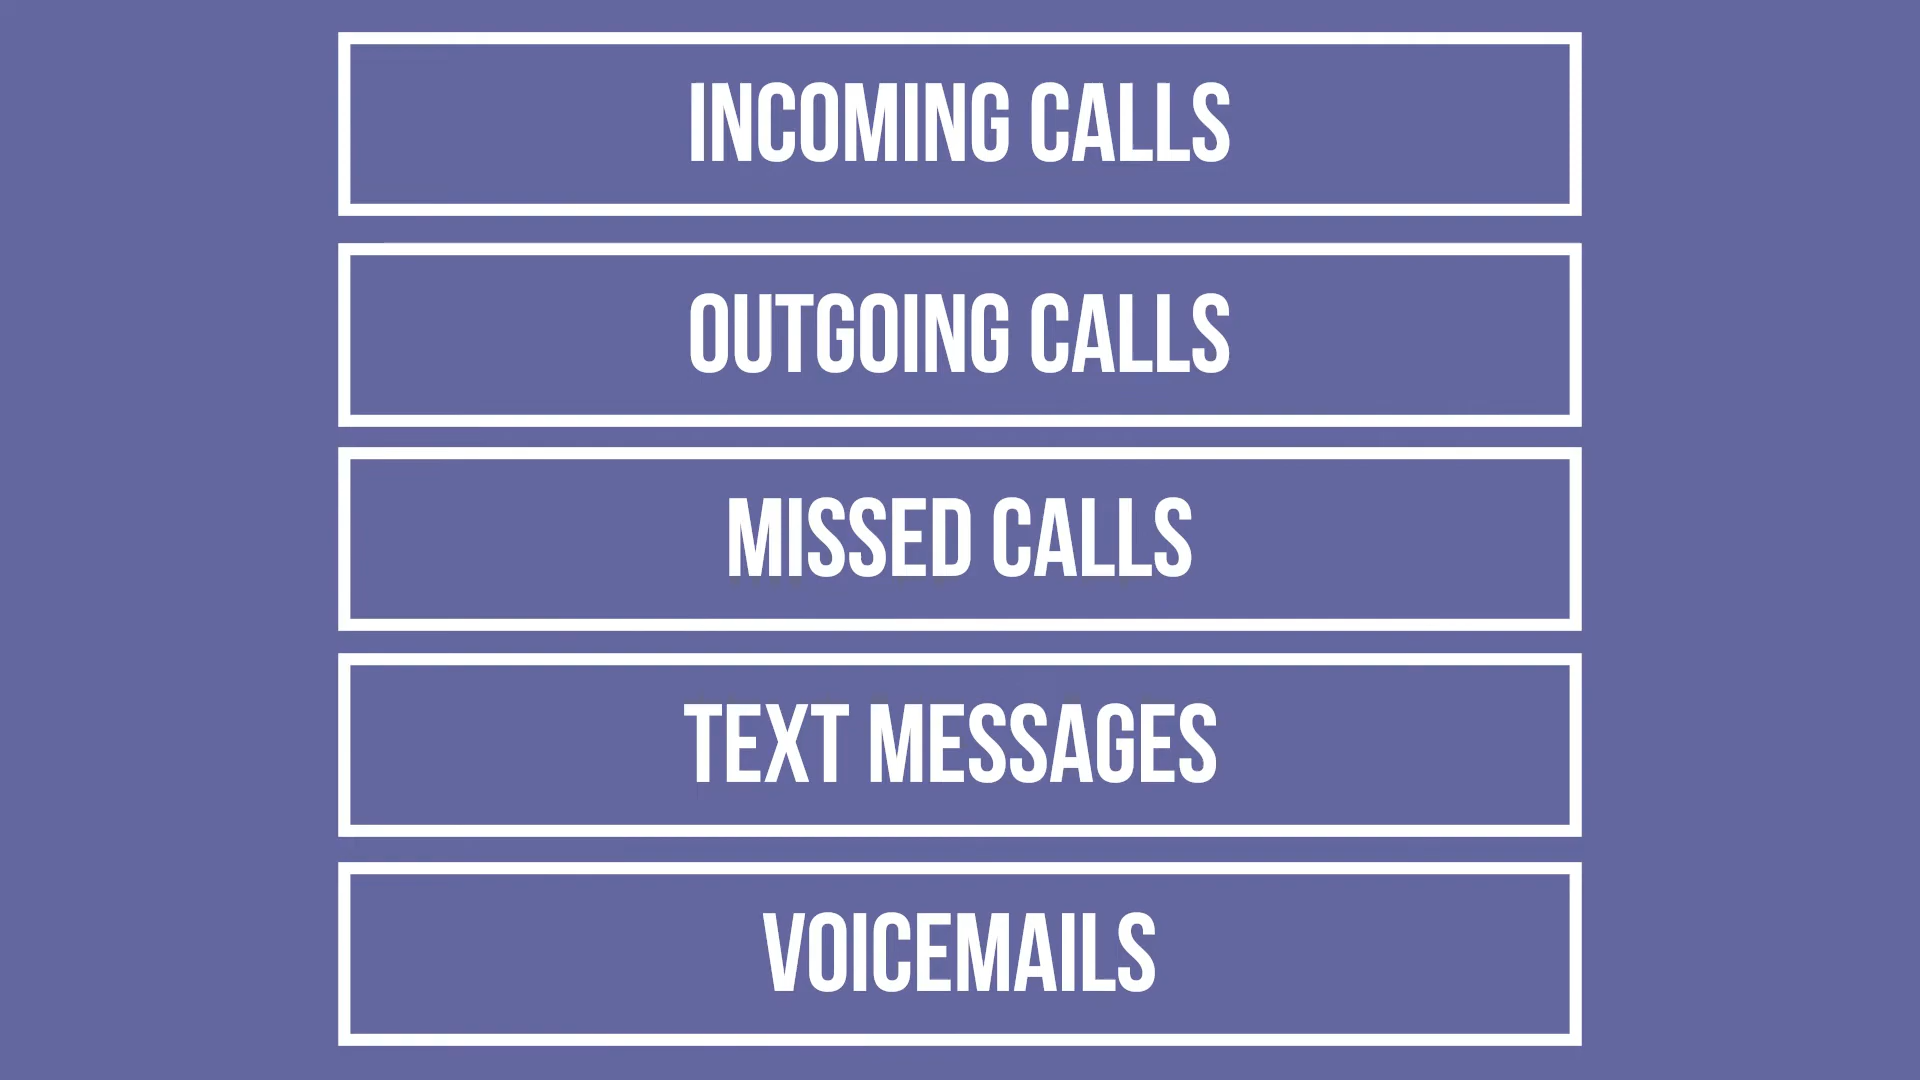 INCOMING CALLS
OUTGOING CALLS
MISSED CALLS
TEXT MESSAGES
VOICEMAILS